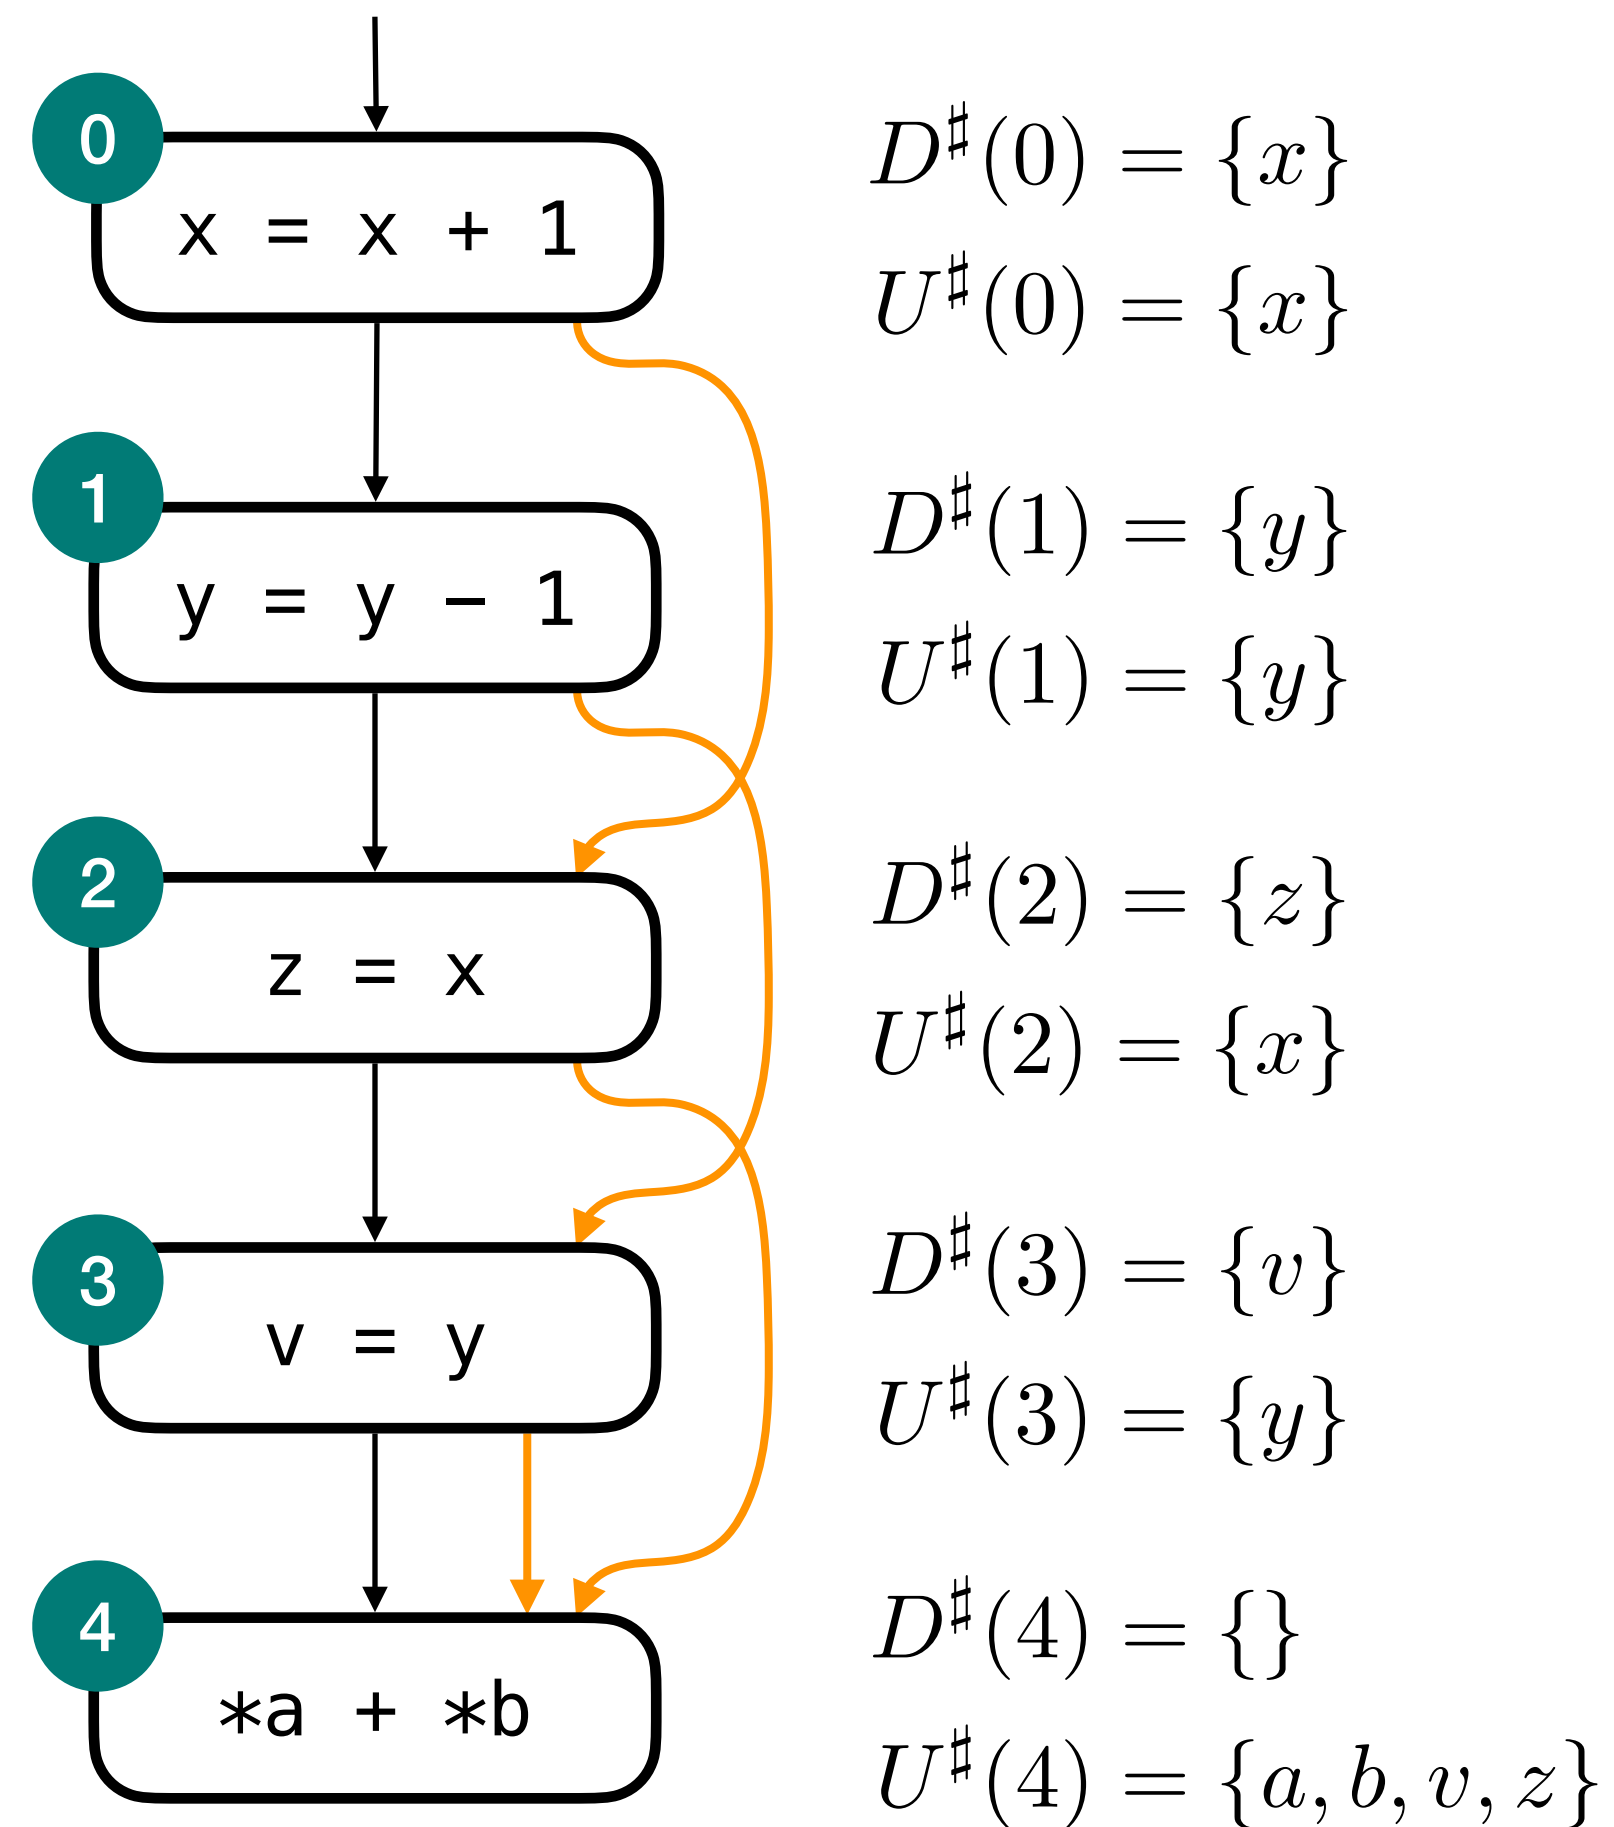 0
x = x + 1
D♯(0) = {x}
U♯(0) = {x}
1
y = y − 1
D♯(1) = {y}
U♯(1) = {y}
2
z = x
D♯(2) = {z}
U♯(2) = {x}
3
v = y
D♯(3) = {v}
U♯(3) = {y}
4
*a + *b
D♯(4) = {}
U♯(4) = {a, b, v, z}